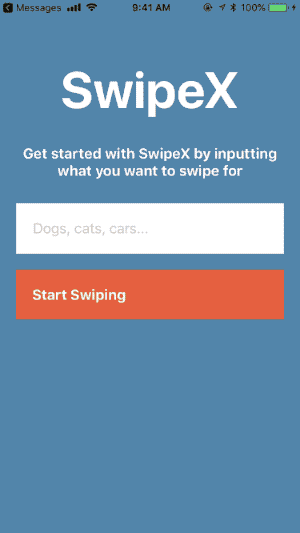 Messages 9:41 AM 100%
SwipeX
Get started with SwipeX by inputting
what you want to swipe for
Dogs, cats, cars...
Start Swiping